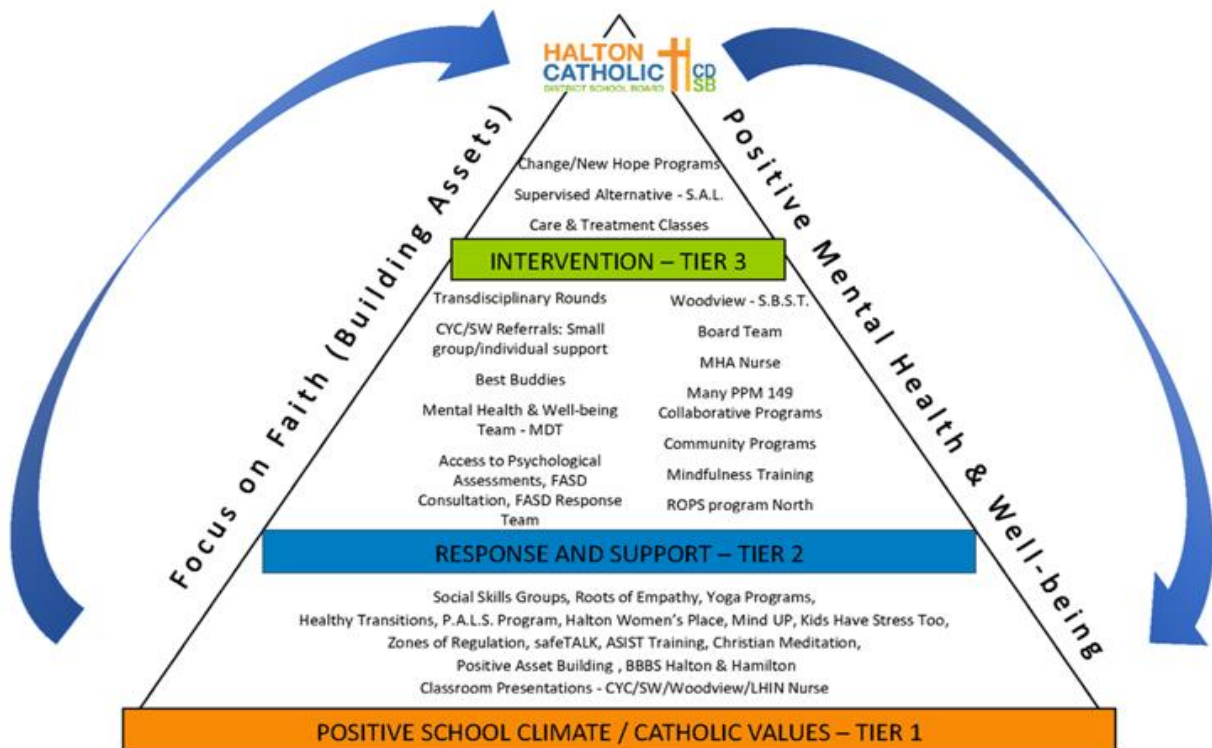 HALTON
CATHOLIC
DISTRICT SCHOOL BOARD
CD
SB
Focus on Faith (Building Assets)
Positive Mental Health & Well-being
Change/New Hope Programs
Supervised Alternative - S.A.L.
Care & Treatment Classes
INTERVENTION – TIER 3
Transdisciplinary Rounds
CYC/SW Referrals: Small
group/individual support
Best Buddies
Mental Health & Well-being
Team - MDT
Access to Psychological
Assessments, FASD
Consultation, FASD Response
Team
Woodview - S.B.S.T.
Board Team
MHA Nurse
Many PPM 149
Collaborative Programs
Community Programs
Mindfulness Training
ROPS program North
RESPONSE AND SUPPORT – TIER 2
Social Skills Groups, Roots of Empathy, Yoga Programs,
Healthy Transitions, P.A.L.S. Program, Halton Women's Place, Mind UP, Kids Have Stress Too,
Zones of Regulation, safeTALK, ASIST Training, Christian Meditation,
Positive Asset Building , BBBS Halton & Hamilton
Classroom Presentations - CYC/SW/Woodview/LHIN Nurse
POSITIVE SCHOOL CLIMATE / CATHOLIC VALUES – TIER 1